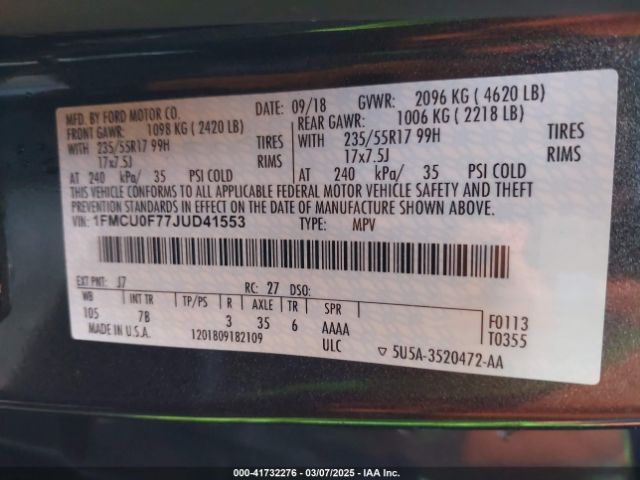 MFD. BY FORD MOTOR CO. DATE: 09/18 GVWR: 2096 KG ( 4620 LB)
FRONT GAWR: 1098 KG ( 2420 LB) REAR GAWR: 1006 KG ( 2218 LB)
WITH 235/55R17 99H TIRES WITH 235/55R17 99H TIRES
17x7.5J RIMS 17x7.5J RIMS
AT 240 kPa/ 35 PSI COLD AT 240 kPa/ 35 PSI COLD
THIS VEHICLE CONFORMS TO ALL APPLICABLE FEDERAL MOTOR VEHICLE SAFETY AND THEFT
PREVENTION STANDARDS IN EFFECT ON THE DATE OF MANUFACTURE SHOWN ABOVE.
VIN: 1FMCU0F77JUD41553 TYPE: MPV
EXT PNT: J7 RC: 27 DSO:
WB INT TR TP/PS R AXLE TR SPR
105 7B 3 35 6 AAAA F0113
MADE IN U.S.A. 1201809182109 ULC T0355
▽ 5U5A-3520472-AA
000-41732276 - 03/07/2025 - IAA Inc.